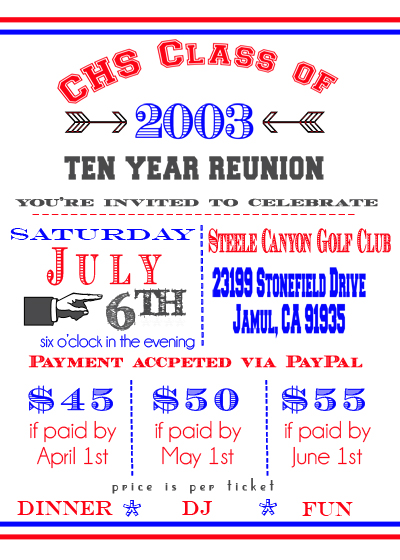 CHS Class of
2003
TEN YEAR REUNION
YOU'RE INVITED TO CELEBRATE
SATURDAY
JULY
6TH
six o'clock in the evening
Steele Canyon Golf Club
23199 Stonefield Drive
Jamul, CA 91935
Payment accpeted via PayPal
$45
if paid by
April 1st
$50
if paid by
May 1st
$55
if paid by
June 1st
price is per ticket
DINNER DJ FUN